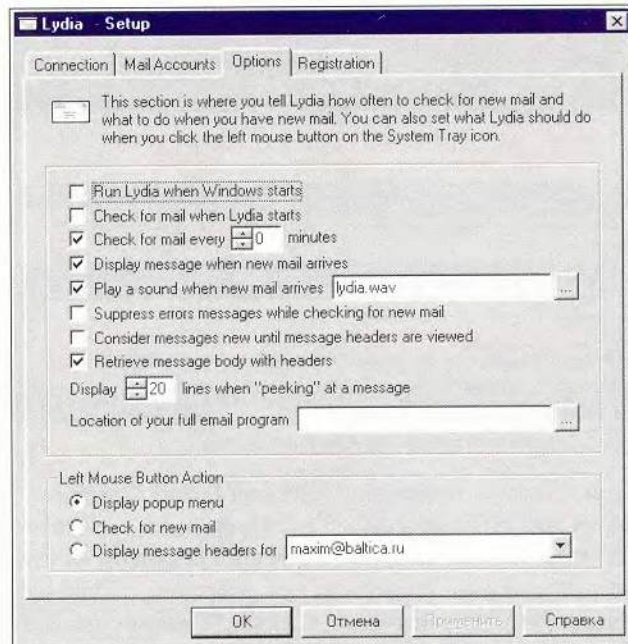 Lydia - Setup
Connection Mail Accounts Options Registration
This section is where you tell Lydia how often to check for new mail and
what to do when you have new mail. You can also set what Lydia should do
when you click the left mouse button on the System Tray icon.
Run Lydia when Windows starts
Check for mail when Lydia starts
Check for mail every 0 minutes
Display message when new mail arrives
Play a sound when new mail arrives lydia.wav ...
Suppress errors messages while checking for new mail
Consider messages new until message headers are viewed
Retrieve message body with headers
Display 20 lines when "peeking" at a message
Location of your full email program ...
Left Mouse Button Action
Display popup menu
Check for new mail
Display message headers for maxim@baltica.ru
OK Отмена Применить Справка